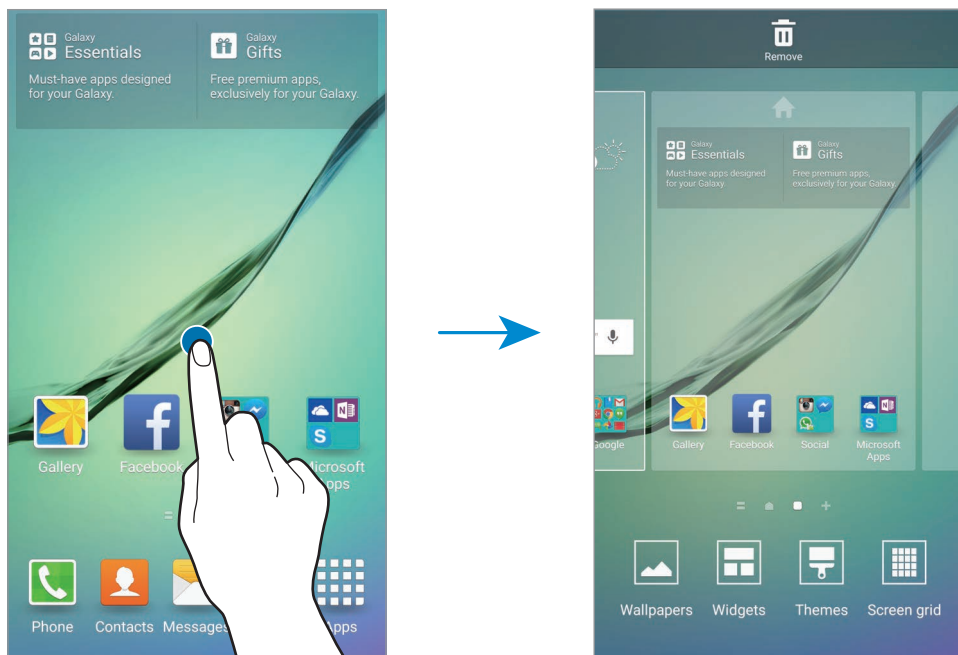 Galaxy
Essentials
Must-have apps designed
for your Galaxy.
Galaxy
Gifts
Free premium apps,
exclusively for your Galaxy.
Gallery
Facebook
Microsoft
Apps
Phone
Contacts
Messages
Apps
Remove
Galaxy
Essentials
Must-have apps designed
for your Galaxy.
Galaxy
Gifts
Free premium apps,
exclusively for your Galaxy.
Google
Gallery
Facebook
Social
Microsoft
Apps
Wallpapers
Widgets
Themes
Screen grid